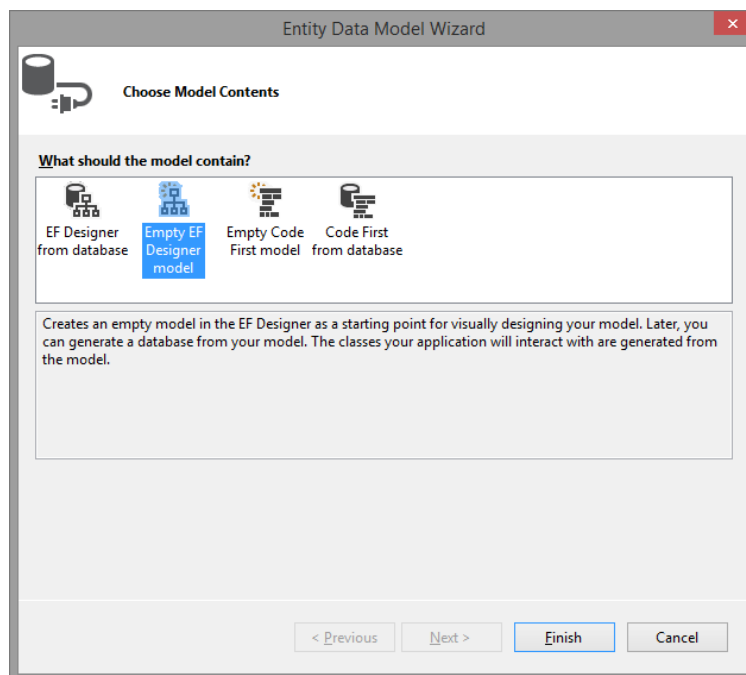 Entity Data Model Wizard
Choose Model Contents
What should the model contain?
EF Designer
from database
Empty EF
Designer
model
Empty Code
First model
Code First
from database
Creates an empty model in the EF Designer as a starting point for visually designing your model. Later, you
can generate a database from your model. The classes your application will interact with are generated from
the model.
< Previous
Next >
Finish
Cancel